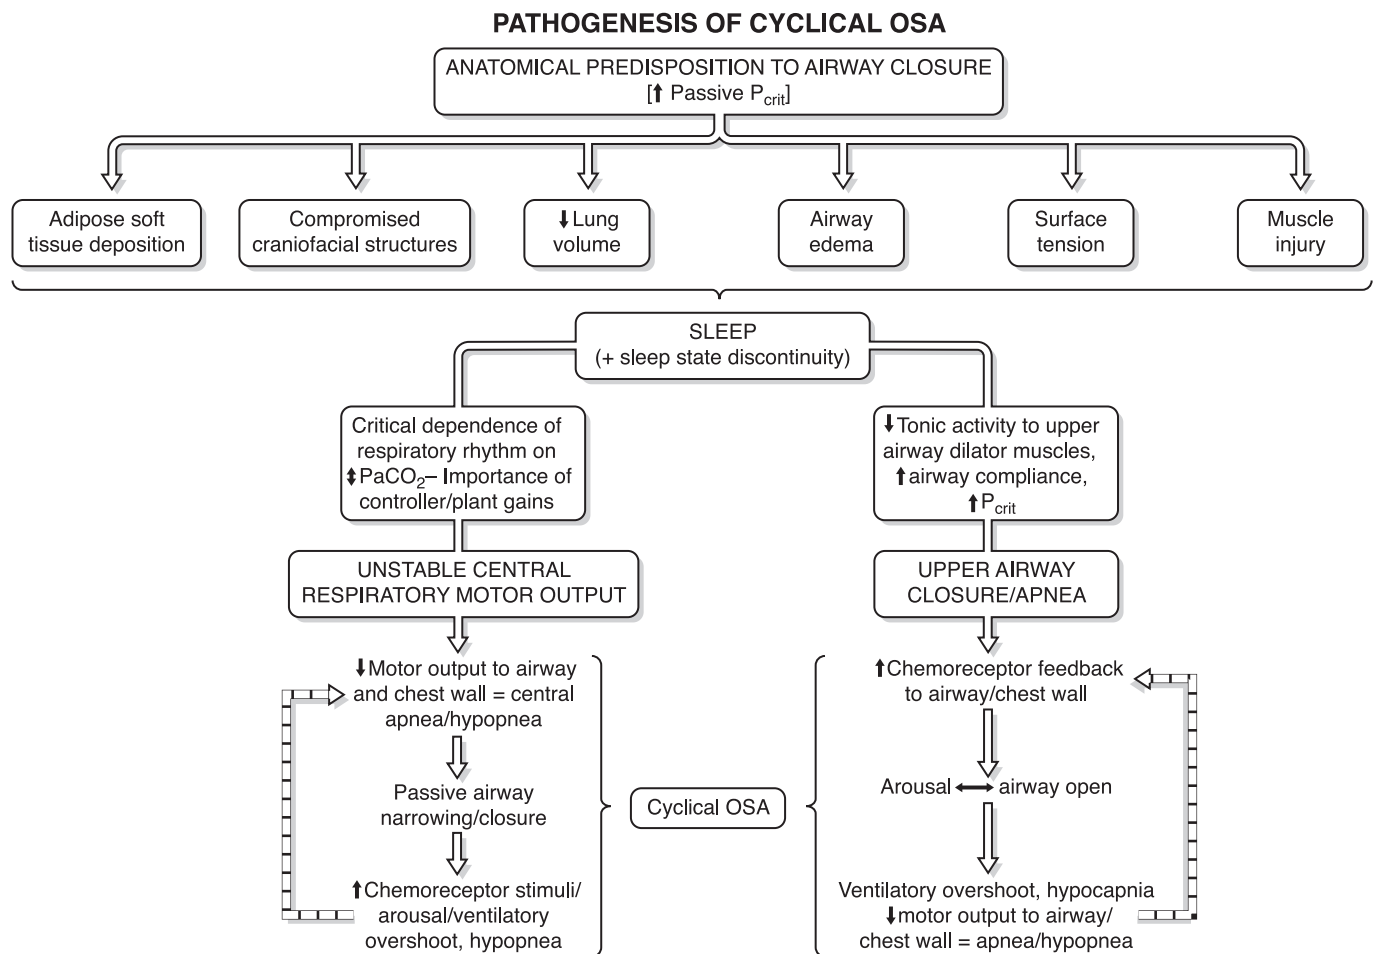 PATHOGENESIS OF CYCLICAL OSA
ANATOMICAL PREDISPOSITION TO AIRWAY CLOSURE
[⬆ Passive Pcrit]
Adipose soft
tissue deposition
Compromised
craniofacial structures
⬇Lung
volume
Airway
edema
Surface
tension
Muscle
injury
SLEEP
(+ sleep state discontinuity)
Critical dependence of
respiratory rhythm on
⬍PaCO2– Importance of
controller/plant gains
⬇Tonic activity to upper
airway dilator muscles,
⬆airway compliance,
⬆Pcrit
UNSTABLE CENTRAL
RESPIRATORY MOTOR OUTPUT
UPPER AIRWAY
CLOSURE/APNEA
⬇Motor output to airway
and chest wall = central
apnea/hypopnea
Passive airway
narrowing/closure
⬆Chemoreceptor stimuli/
arousal/ventilatory
overshoot, hypopnea
Cyclical OSA
⬆Chemoreceptor feedback
to airway/chest wall
Arousal ↔ airway open
Ventilatory overshoot, hypocapnia
⬇motor output to airway/
chest wall = apnea/hypopnea